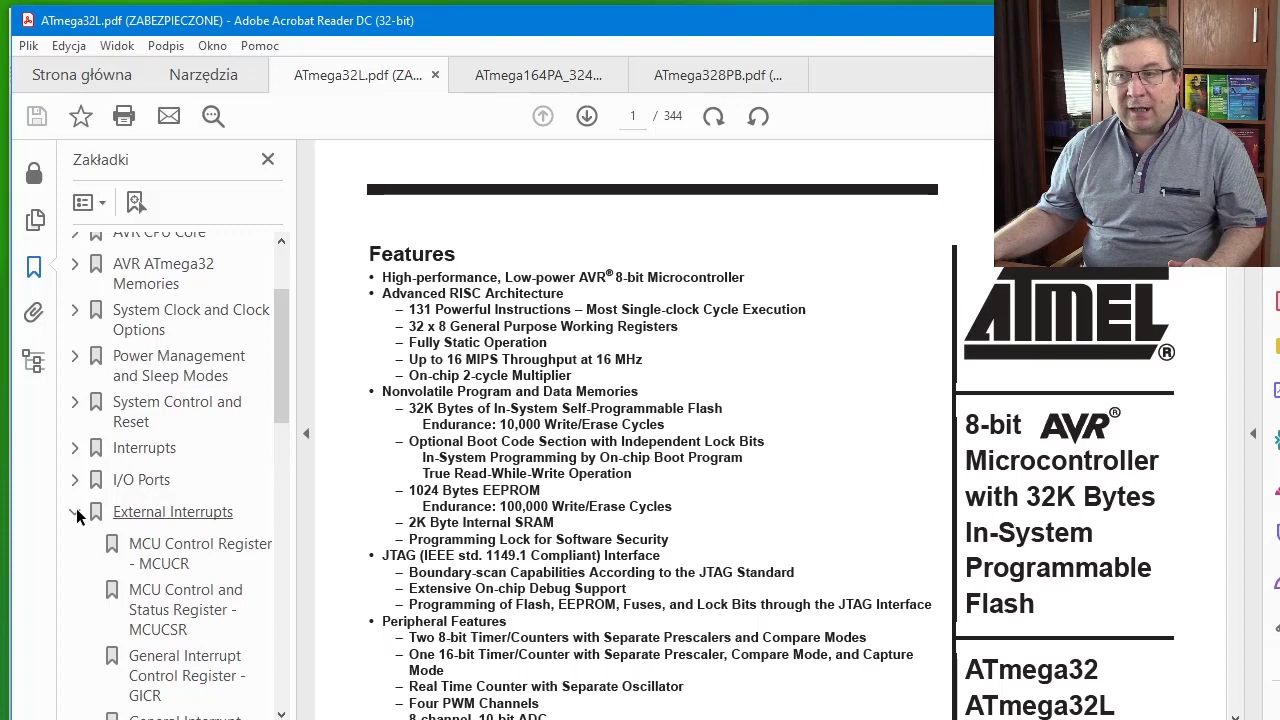 ATmega32L.pdf (ZABEZPIECZONE) - Adobe Acrobat Reader DC (32-bit)
Plik Edycja Widok Podpis Okno Pomoc
Strona główna Narzędzia ATmega32L.pdf (ZA... × ATmega164PA_324... ATmega328PB.pdf (...
1 / 344
Zakładki
AVR CPU Core
AVR ATmega32
Memories
System Clock and Clock
Options
Power Management
and Sleep Modes
System Control and
Reset
Interrupts
I/O Ports
External Interrupts
MCU Control Register
- MCUCR
MCU Control and
Status Register -
MCUCSR
General Interrupt
Control Register -
GICR
General Interrupt
Features
• High-performance, Low-power AVR® 8-bit Microcontroller
• Advanced RISC Architecture
– 131 Powerful Instructions – Most Single-clock Cycle Execution
– 32 x 8 General Purpose Working Registers
– Fully Static Operation
– Up to 16 MIPS Throughput at 16 MHz
– On-chip 2-cycle Multiplier
• Nonvolatile Program and Data Memories
– 32K Bytes of In-System Self-Programmable Flash
Endurance: 10,000 Write/Erase Cycles
– Optional Boot Code Section with Independent Lock Bits
In-System Programming by On-chip Boot Program
True Read-While-Write Operation
– 1024 Bytes EEPROM
Endurance: 100,000 Write/Erase Cycles
– 2K Byte Internal SRAM
– Programming Lock for Software Security
• JTAG (IEEE std. 1149.1 Compliant) Interface
– Boundary-scan Capabilities According to the JTAG Standard
– Extensive On-chip Debug Support
– Programming of Flash, EEPROM, Fuses, and Lock Bits through the JTAG Interface
• Peripheral Features
– Two 8-bit Timer/Counters with Separate Prescalers and Compare Modes
– One 16-bit Timer/Counter with Separate Prescaler, Compare Mode, and Capture
Mode
– Real Time Counter with Separate Oscillator
– Four PWM Channels
– 8-channel, 10-bit ADC
ATMEL®
8-bit AVR®
Microcontroller
with 32K Bytes
In-System
Programmable
Flash
ATmega32
ATmega32L